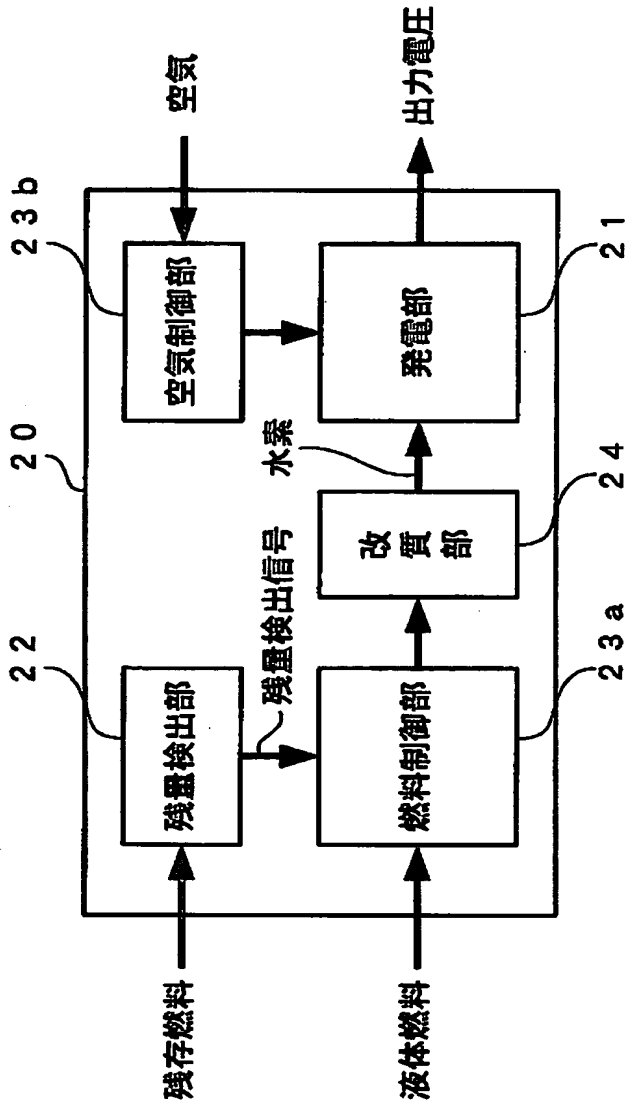 20
22
23b
残存燃料
残量検出部
空気制御部
空気
残量検出信号
水素
液体燃料
燃料制御部
改質部
発電部
出力電圧
23a
24
21